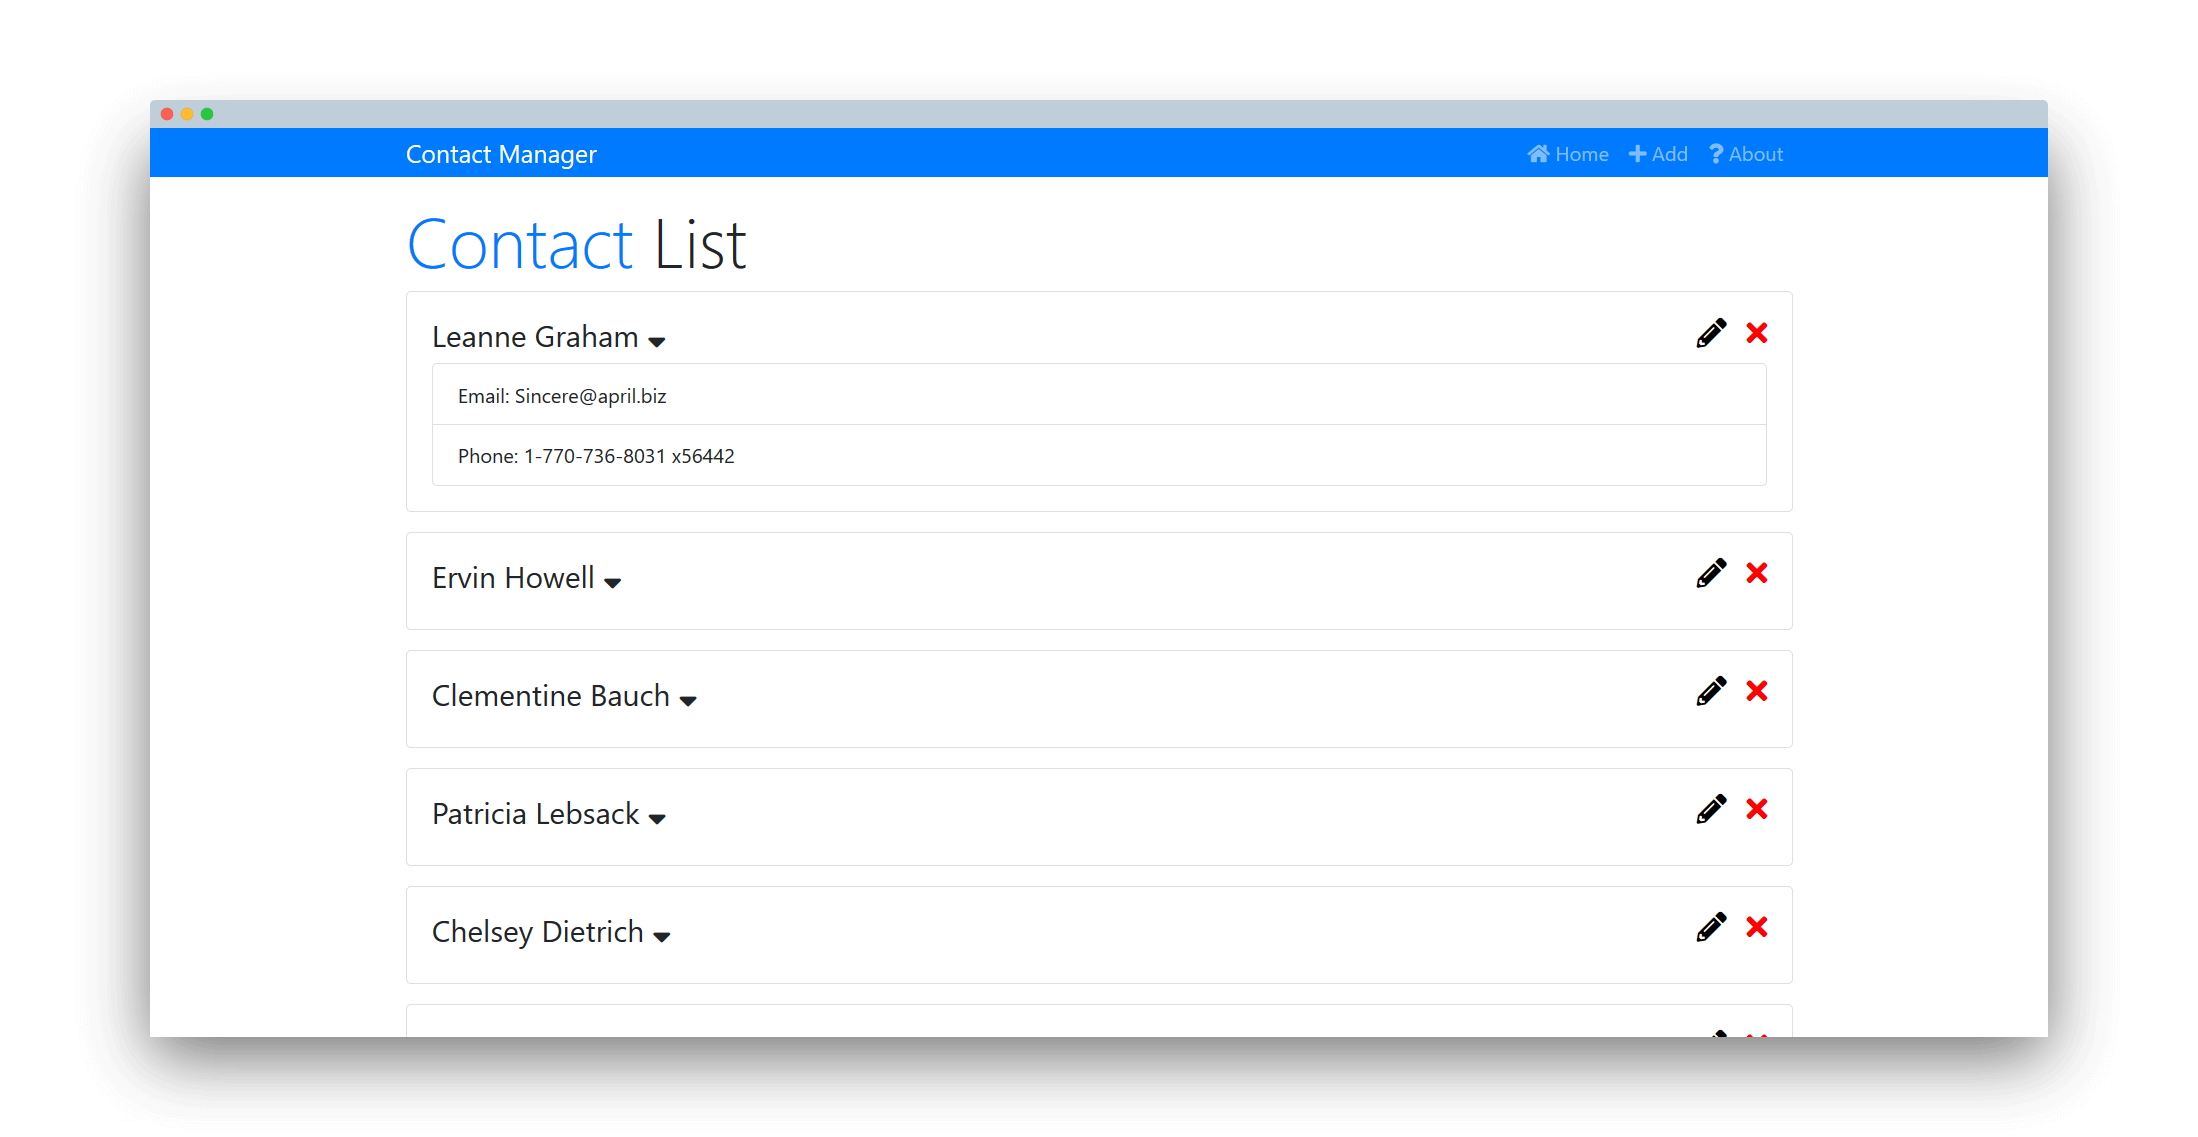 Contact Manager
Home Add About
Contact List
Leanne Graham
Email: Sincere@april.biz
Phone: 1-770-736-8031 x56442
Ervin Howell
Clementine Bauch
Patricia Lebsack
Chelsey Dietrich